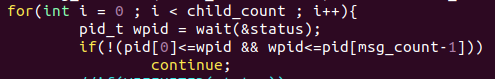 for(int i = 0 ; i < child_count ; i++){
pid_t wpid = wait(&status);
if(!(pid[0]<=wpid && wpid<=pid[msg_count-1]))
continue;